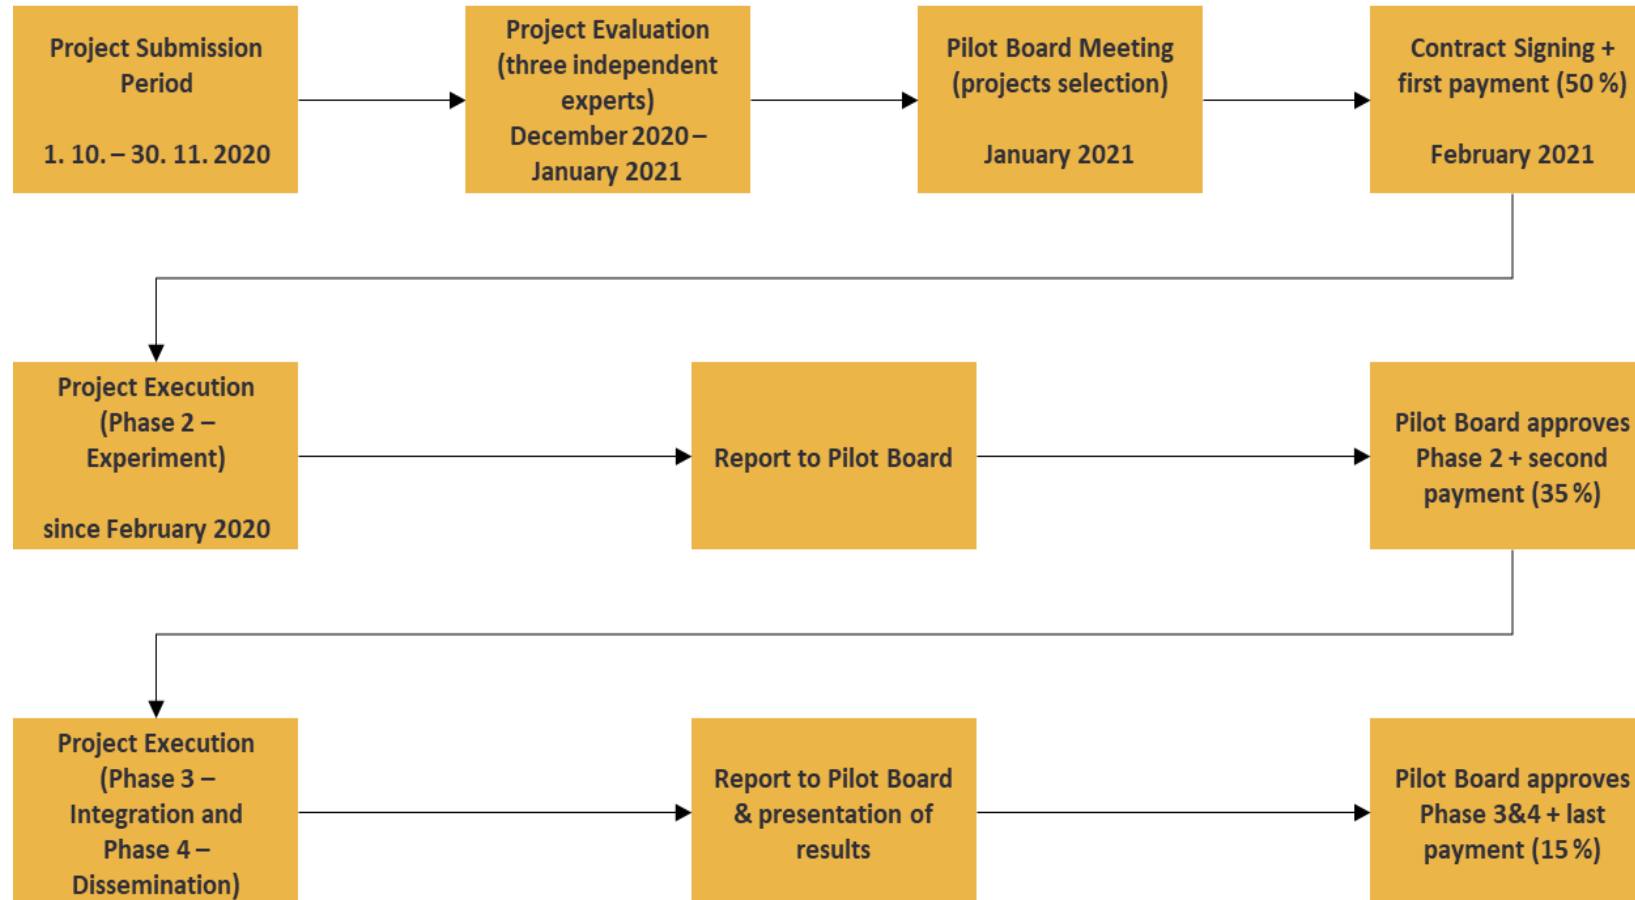 Project Submission
Period
1. 10. – 30. 11. 2020
Project Evaluation
(three independent
experts)
December 2020 –
January 2021
Pilot Board Meeting
(projects selection)
January 2021
Contract Signing +
first payment (50 %)
February 2021
Project Execution
(Phase 2 –
Experiment)
since February 2020
Report to Pilot Board
Pilot Board approves
Phase 2 + second
payment (35 %)
Project Execution
(Phase 3 –
Integration and
Phase 4 –
Dissemination)
Report to Pilot Board
& presentation of
results
Pilot Board approves
Phase 3&4 + last
payment (15 %)